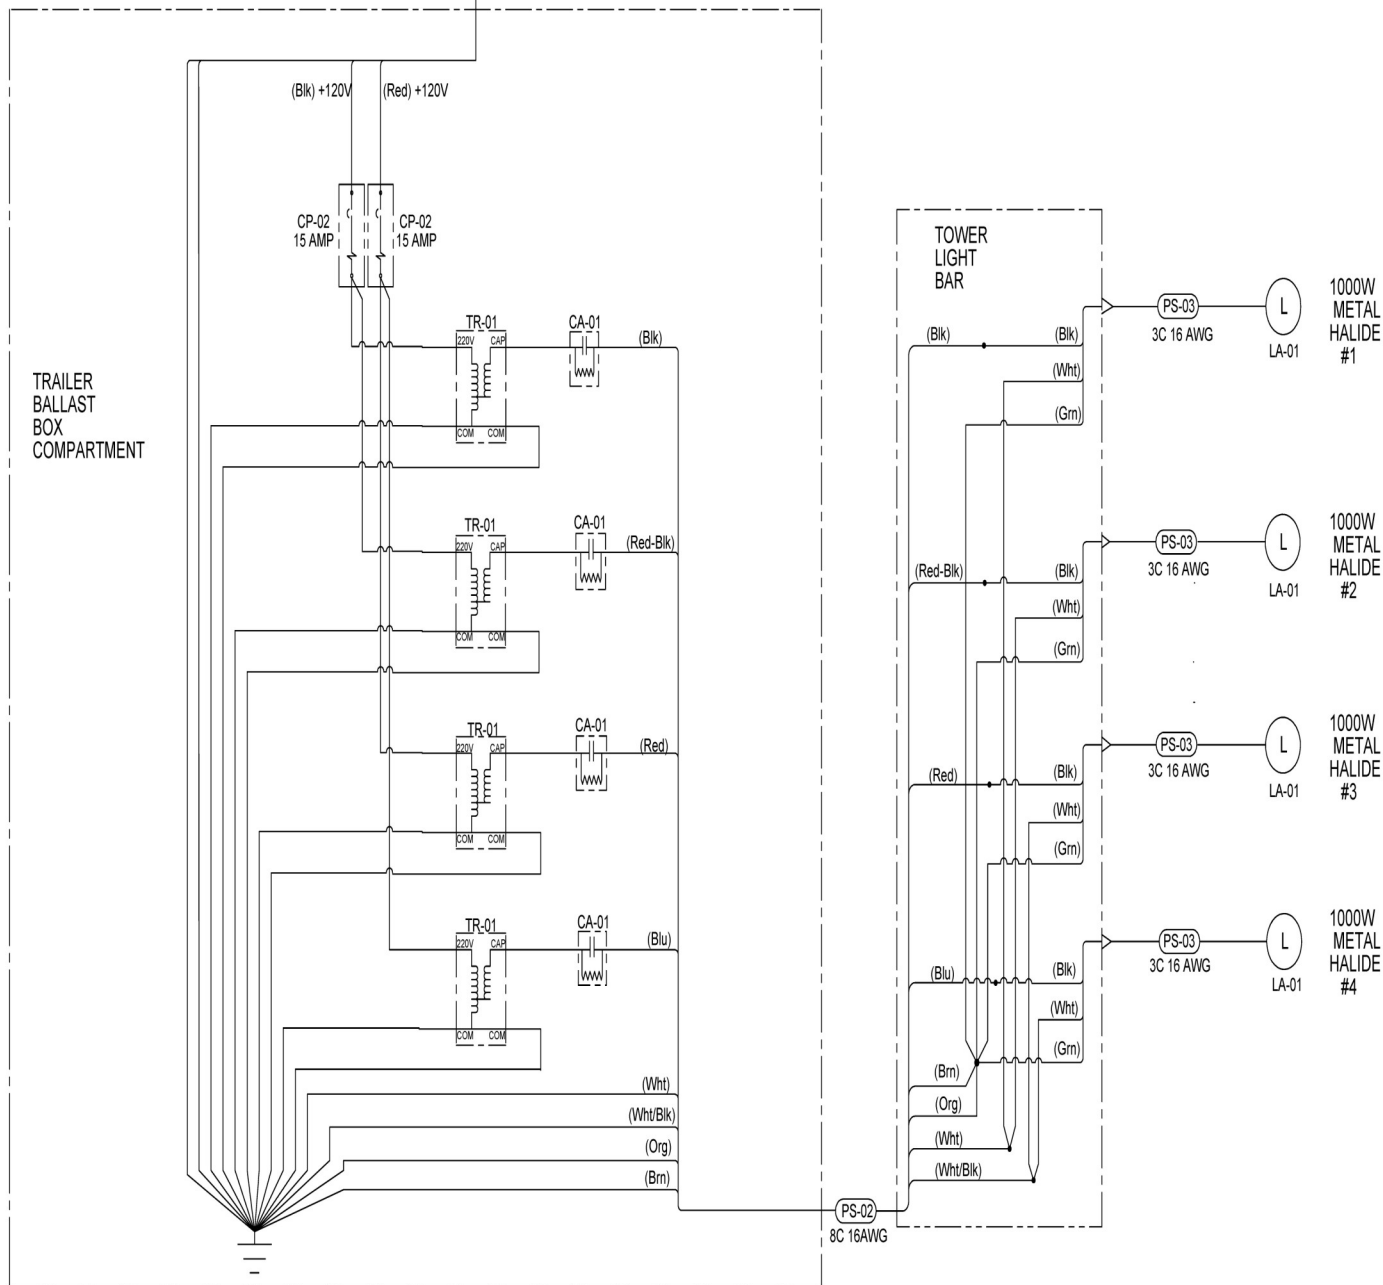 (Blk) +120V
(Red) +120V
CP-02
15 AMP
CP-02
15 AMP
TRAILER
BALLAST
BOX
COMPARTMENT
TR-01
220V
CAP
COM
COM
CA-01
(Blk)
TR-01
220V
CAP
COM
COM
CA-01
(Red-Blk)
TR-01
220V
CAP
COM
COM
CA-01
(Red)
TR-01
220V
CAP
COM
COM
CA-01
(Blu)
(Wht)
(Wht/Blk)
(Org)
(Brn)
PS-02
8C 16AWG
TOWER
LIGHT
BAR
(Blk)
(Blk)
(Wht)
(Grn)
PS-03
3C 16 AWG
L
LA-01
1000W
METAL
HALIDE
#1
(Red-Blk)
(Blk)
(Wht)
(Grn)
PS-03
3C 16 AWG
L
LA-01
1000W
METAL
HALIDE
#2
(Red)
(Blk)
(Wht)
(Grn)
PS-03
3C 16 AWG
L
LA-01
1000W
METAL
HALIDE
#3
(Blu)
(Blk)
(Wht)
(Grn)
PS-03
3C 16 AWG
L
LA-01
1000W
METAL
HALIDE
#4
(Brn)
(Org)
(Wht)
(Wht/Blk)